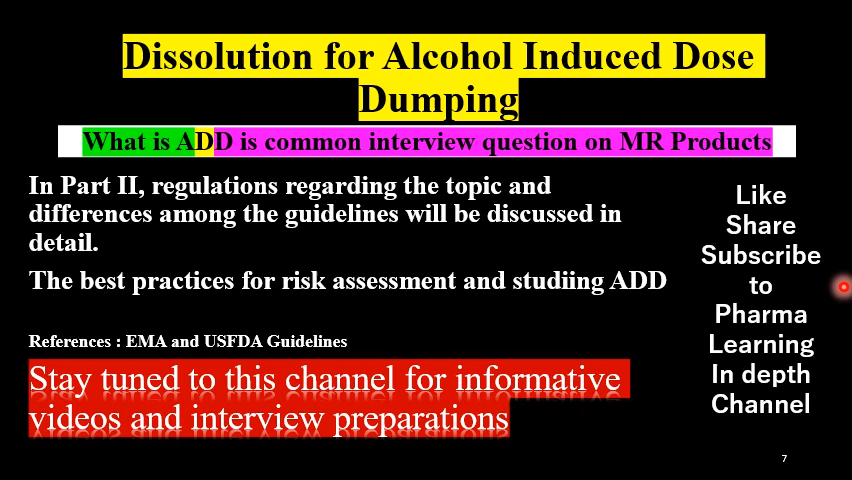 Dissolution for Alcohol Induced Dose
Dumping
What is ADD is common interview question on MR Products
In Part II, regulations regarding the topic and
differences among the guidelines will be discussed in
detail.
The best practices for risk assessment and studiing ADD
References : EMA and USFDA Guidelines
Stay tuned to this channel for informative
videos and interview preparations
Like
Share
Subscribe
to
Pharma
Learning
In depth
Channel
7